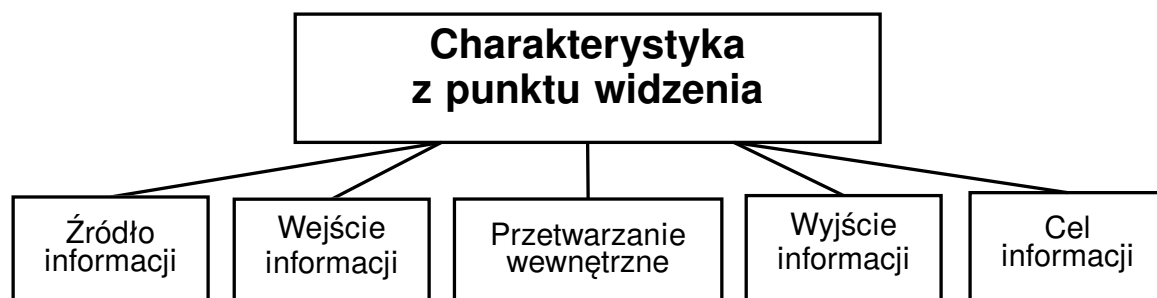 Charakterystyka
z punktu widzenia
Źródło
informacji
Wejście
informacji
Przetwarzanie
wewnętrzne
Wyjście
informacji
Cel
informacji